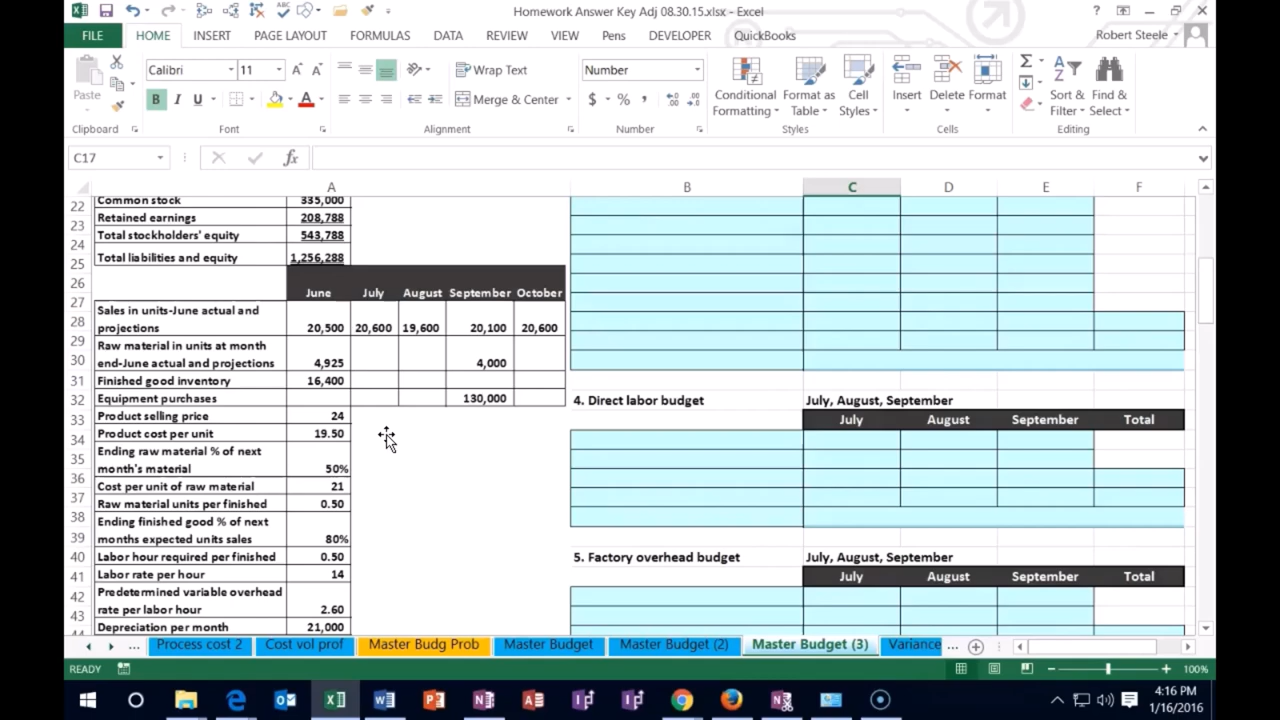 Homework Answer Key Adj 08.30.15.xlsx - Excel
FILE HOME INSERT PAGE LAYOUT FORMULAS DATA REVIEW VIEW Pens DEVELOPER QuickBooks Robert Steele
Paste
Calibri 11
B I U
Wrap Text
Merge & Center
Number
$ % ,
Conditional Formatting
Format as Table
Cell Styles
Insert Delete Format
Sort & Filter
Find & Select
Clipboard Font Alignment Number Styles Cells Editing
C17 fx
A B C D E F
22 Common stock 335,000
23 Retained earnings 208,788
24 Total stockholders' equity 543,788
25 Total liabilities and equity 1,256,288
26
27 June July August September October
28 Sales in units-June actual and projections 20,500 20,600 19,600 20,100 20,600
29
30 Raw material in units at month end-June actual and projections 4,925 4,000
31 Finished good inventory 16,400
32 Equipment purchases 130,000
4. Direct labor budget July, August, September
33 Product selling price 24
July August September Total
34 Product cost per unit 19.50
35 Ending raw material % of next month's material 50%
36 Cost per unit of raw material 21
37 Raw material units per finished 0.50
38 Ending finished good % of next months expected units sales 80%
39
40 Labor hour required per finished 0.50
5. Factory overhead budget July, August, September
41 Labor rate per hour 14
July August September Total
42 Predetermined variable overhead rate per labor hour 2.60
43 Depreciation per month 21,000
... Process cost 2 Cost vol prof Master Budg Prob Master Budget Master Budget (2) Master Budget (3) Variance ...
READY 100%
4:16 PM
1/16/2016